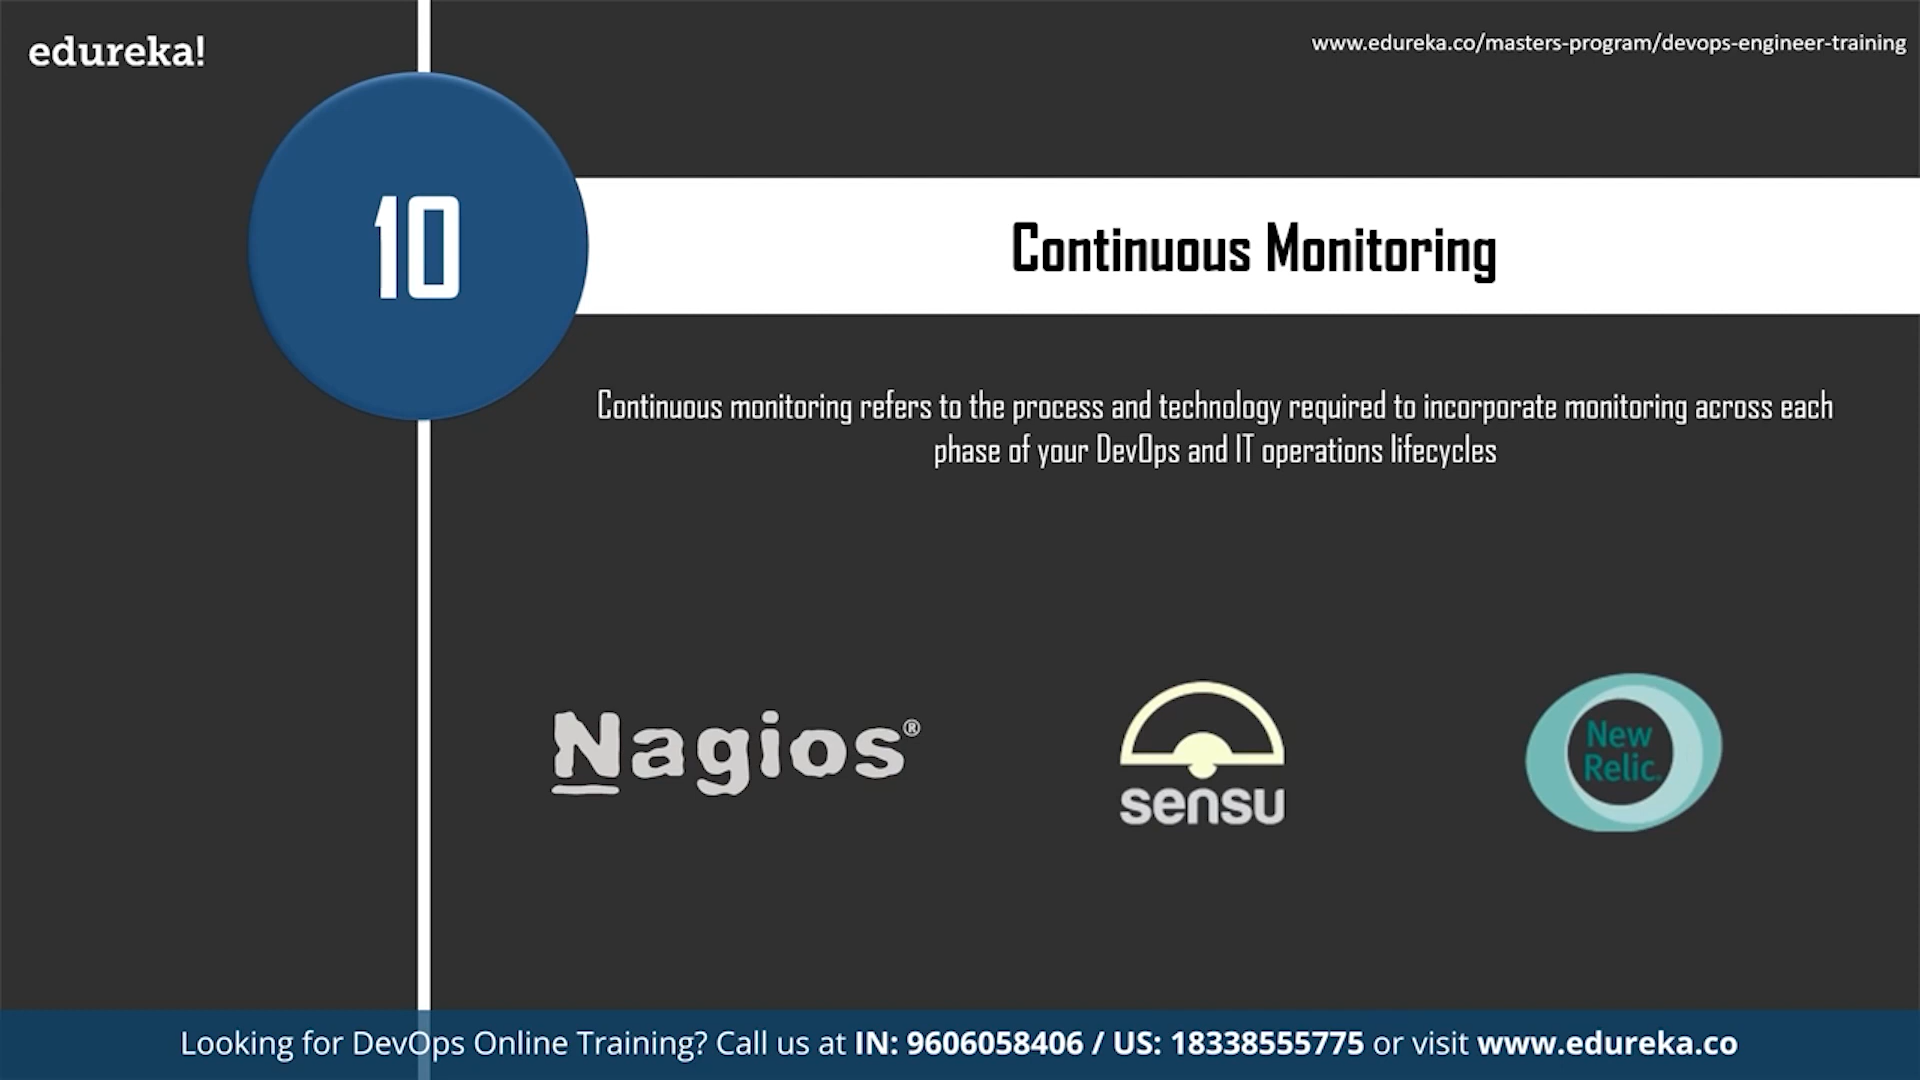 edureka!
www.edureka.co/masters-program/devops-engineer-training
10
Continuous Monitoring
Continuous monitoring refers to the process and technology required to incorporate monitoring across each
phase of your DevOps and IT operations lifecycles
Nagios®
sensu
New
Relic.
Looking for DevOps Online Training? Call us at IN: 9606058406 / US: 18338555775 or visit www.edureka.co